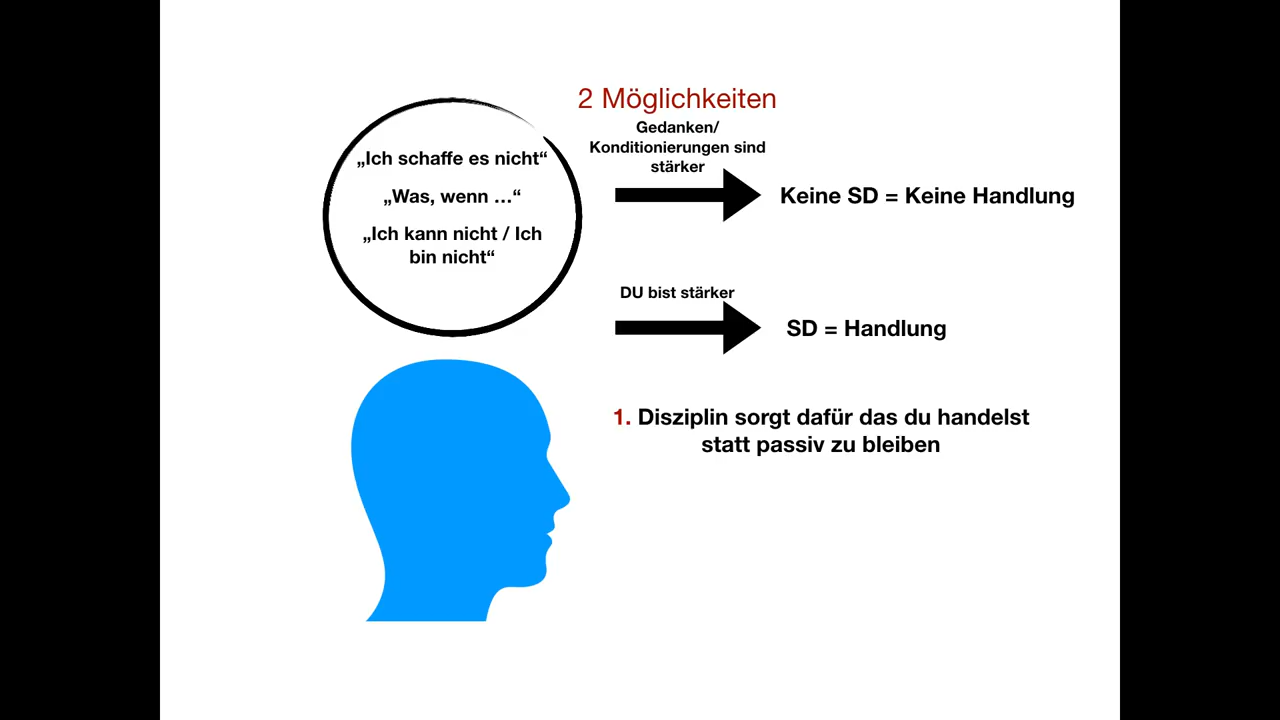 2 Möglichkeiten
„Ich schaffe es nicht“
„Was, wenn …“
„Ich kann nicht / Ich
bin nicht“
Gedanken/
Konditionierungen sind
stärker
Keine SD = Keine Handlung
DU bist stärker
SD = Handlung
1. Disziplin sorgt dafür das du handelst
statt passiv zu bleiben